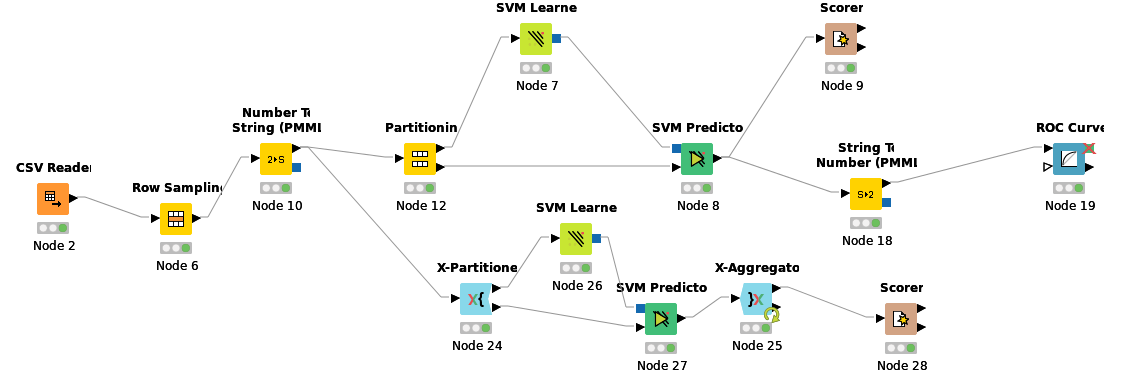 SVM Learne
Node 7
Scorer
Node 9
Number T
String (PMMI
2▸S
Node 10
Partitionin
Node 12
SVM Predicto
Node 8
String T
Number (PMMI
S▸2
Node 18
ROC Curve
Node 19
CSV Reader
Node 2
Row Sampling
Node 6
SVM Learne
Node 26
X-Partitione
X{
Node 24
SVM Predicto
Node 27
X-Aggregato
}X
Node 25
Scorer
Node 28